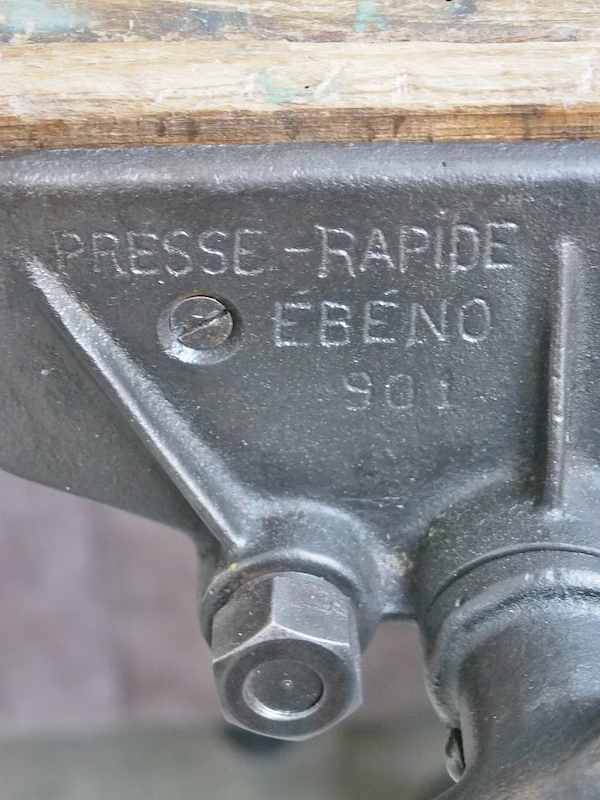 PRESSE-RAPIDE
ÉBÉNO
901